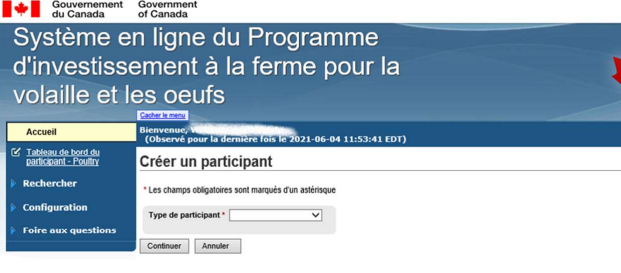 Gouvernement Government
du Canada of Canada
Système en ligne du Programme
d'investissement à la ferme pour la
volaille et les oeufs
Cacher le menu
Accueil
Bienvenue,
(Observé pour la dernière fois le 2021-06-04 11:53:41 EDT)
Tableau de bord du
participant - Poultry
Rechercher
Configuration
Foire aux questions
Créer un participant
* Les champs obligatoires sont marqués d'un astérisque
Type de participant *
Continuer Annuler